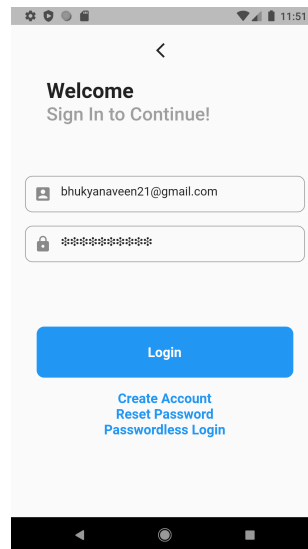 11:51
Welcome
Sign In to Continue!
bhukyanaveen21@gmail.com
❉❉❉❉❉❉❉❉❉❉
Login
Create Account
Reset Password
Passwordless Login